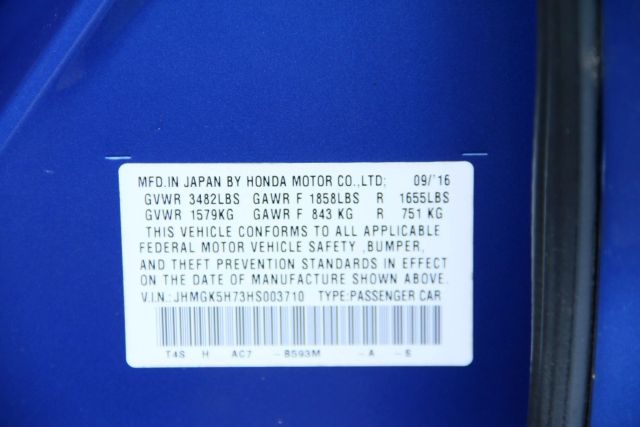 MFD.IN JAPAN BY HONDA MOTOR CO.,LTD; 09/'16
GVWR 3482LBS GAWR F 1858LBS R 1655LBS
GVWR 1579KG GAWR F 843 KG R 751 KG
THIS VEHICLE CONFORMS TO ALL APPLICABLE
FEDERAL MOTOR VEHICLE SAFETY ,BUMPER,
AND THEFT PREVENTION STANDARDS IN EFFECT
ON THE DATE OF MANUFACTURE SHOWN ABOVE.
V.I.N.: JHMGK5H73HS003710 TYPE:PASSENGER CAR
T4S H AC7 -B593M -A -E